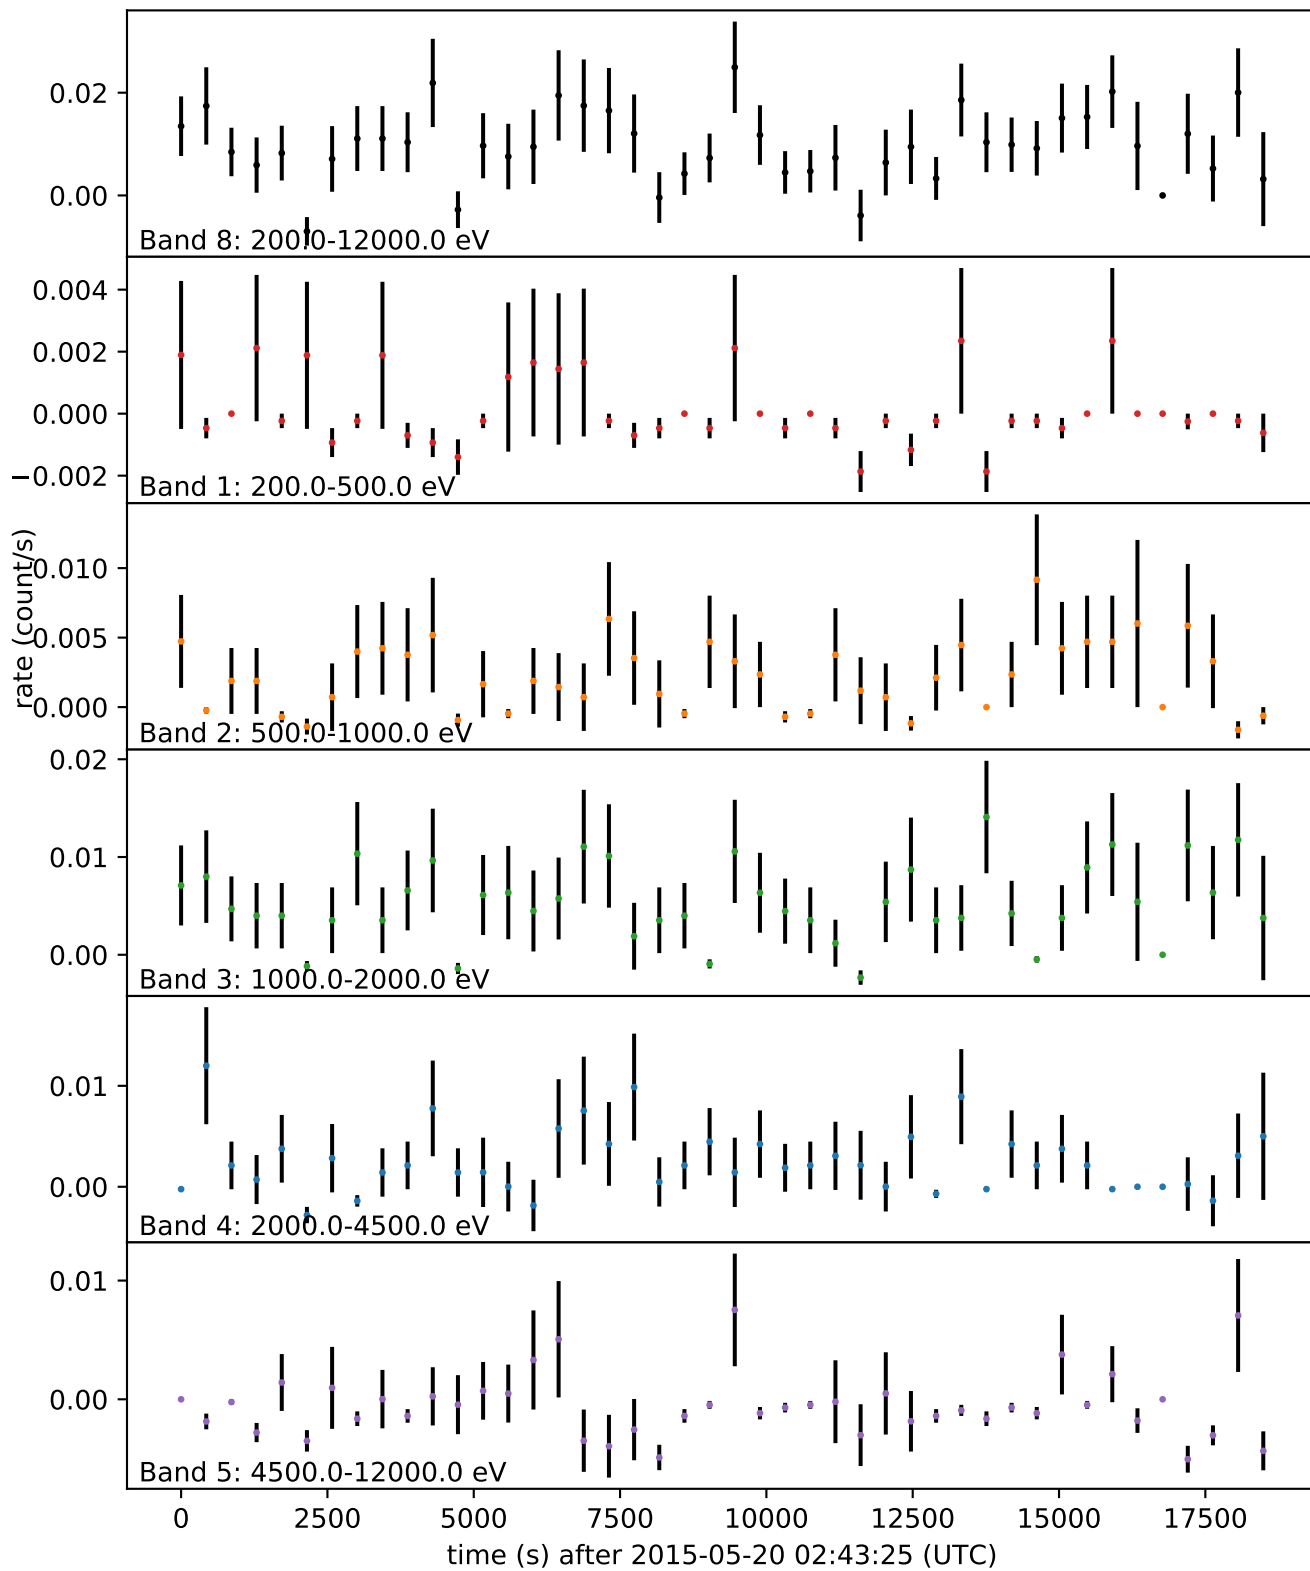 0.02
0.00
Band 8: 200.0-12000.0 eV
0.004
0.002
0.000
−0.002
Band 1: 200.0-500.0 eV
rate (count/s)
0.010
0.005
0.000
Band 2: 500.0-1000.0 eV
0.02
0.01
0.00
Band 3: 1000.0-2000.0 eV
0.01
0.00
Band 4: 2000.0-4500.0 eV
0.01
0.00
Band 5: 4500.0-12000.0 eV
0 2500 5000 7500 10000 12500 15000 17500
time (s) after 2015-05-20 02:43:25 (UTC)